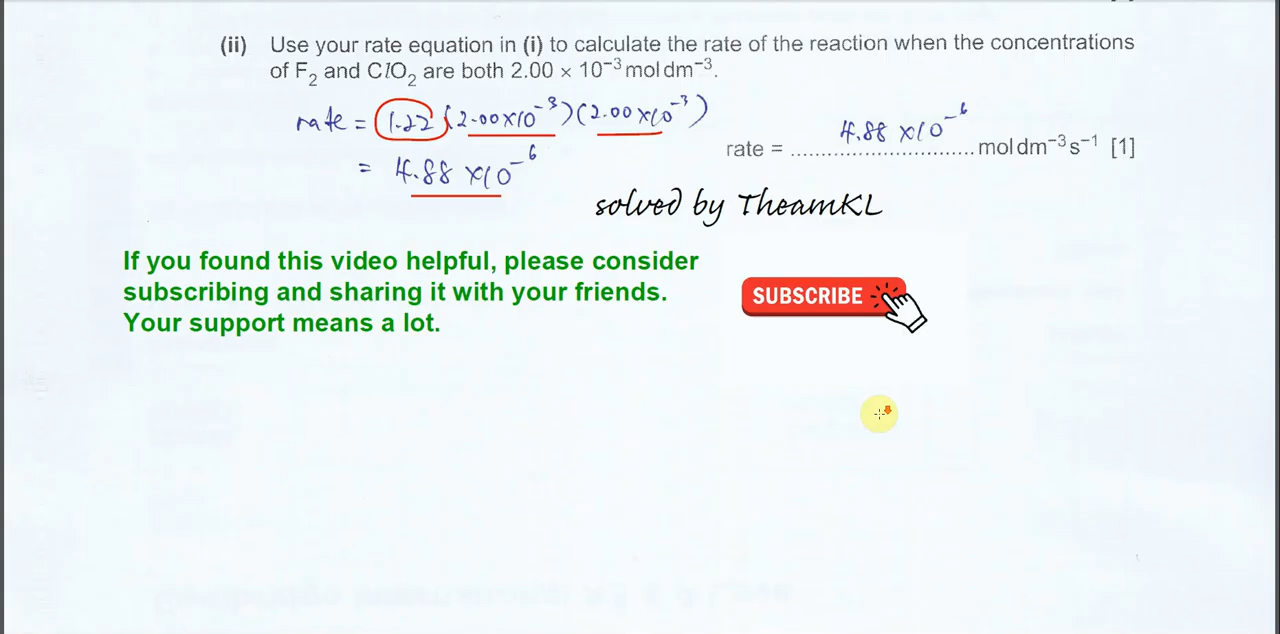 (ii) Use your rate equation in (i) to calculate the rate of the reaction when the concentrations
of F₂ and ClO₂ are both 2.00 × 10⁻³ mol dm⁻³.
rate = 1.22 (2.00×10⁻³)(2.00×10⁻³)
= 4.88 ×10⁻⁶
rate = 4.88 ×10⁻⁶ mol dm⁻³ s⁻¹ [1]
solved by TheamKL
If you found this video helpful, please consider
subscribing and sharing it with your friends.
Your support means a lot.
SUBSCRIBE